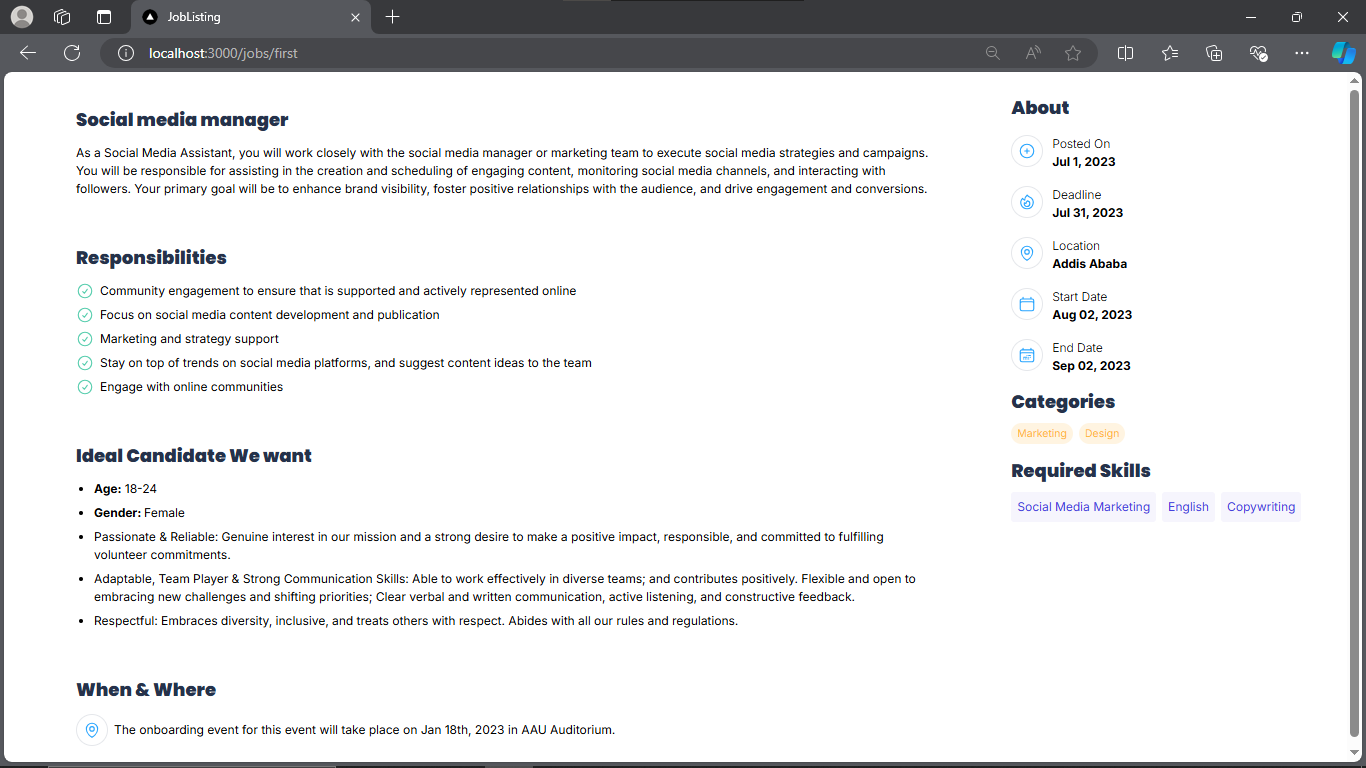 JobListing
localhost:3000/jobs/first
Social media manager
As a Social Media Assistant, you will work closely with the social media manager or marketing team to execute social media strategies and campaigns.
You will be responsible for assisting in the creation and scheduling of engaging content, monitoring social media channels, and interacting with
followers. Your primary goal will be to enhance brand visibility, foster positive relationships with the audience, and drive engagement and conversions.
Responsibilities
Community engagement to ensure that is supported and actively represented online
Focus on social media content development and publication
Marketing and strategy support
Stay on top of trends on social media platforms, and suggest content ideas to the team
Engage with online communities
Ideal Candidate We want
• Age: 18-24
• Gender: Female
• Passionate & Reliable: Genuine interest in our mission and a strong desire to make a positive impact, responsible, and committed to fulfilling
volunteer commitments.
• Adaptable, Team Player & Strong Communication Skills: Able to work effectively in diverse teams; and contributes positively. Flexible and open to
embracing new challenges and shifting priorities; Clear verbal and written communication, active listening, and constructive feedback.
• Respectful: Embraces diversity, inclusive, and treats others with respect. Abides with all our rules and regulations.
When & Where
The onboarding event for this event will take place on Jan 18th, 2023 in AAU Auditorium.
About
Posted On
Jul 1, 2023
Deadline
Jul 31, 2023
Location
Addis Ababa
Start Date
Aug 02, 2023
End Date
Sep 02, 2023
Categories
Marketing Design
Required Skills
Social Media Marketing English Copywriting